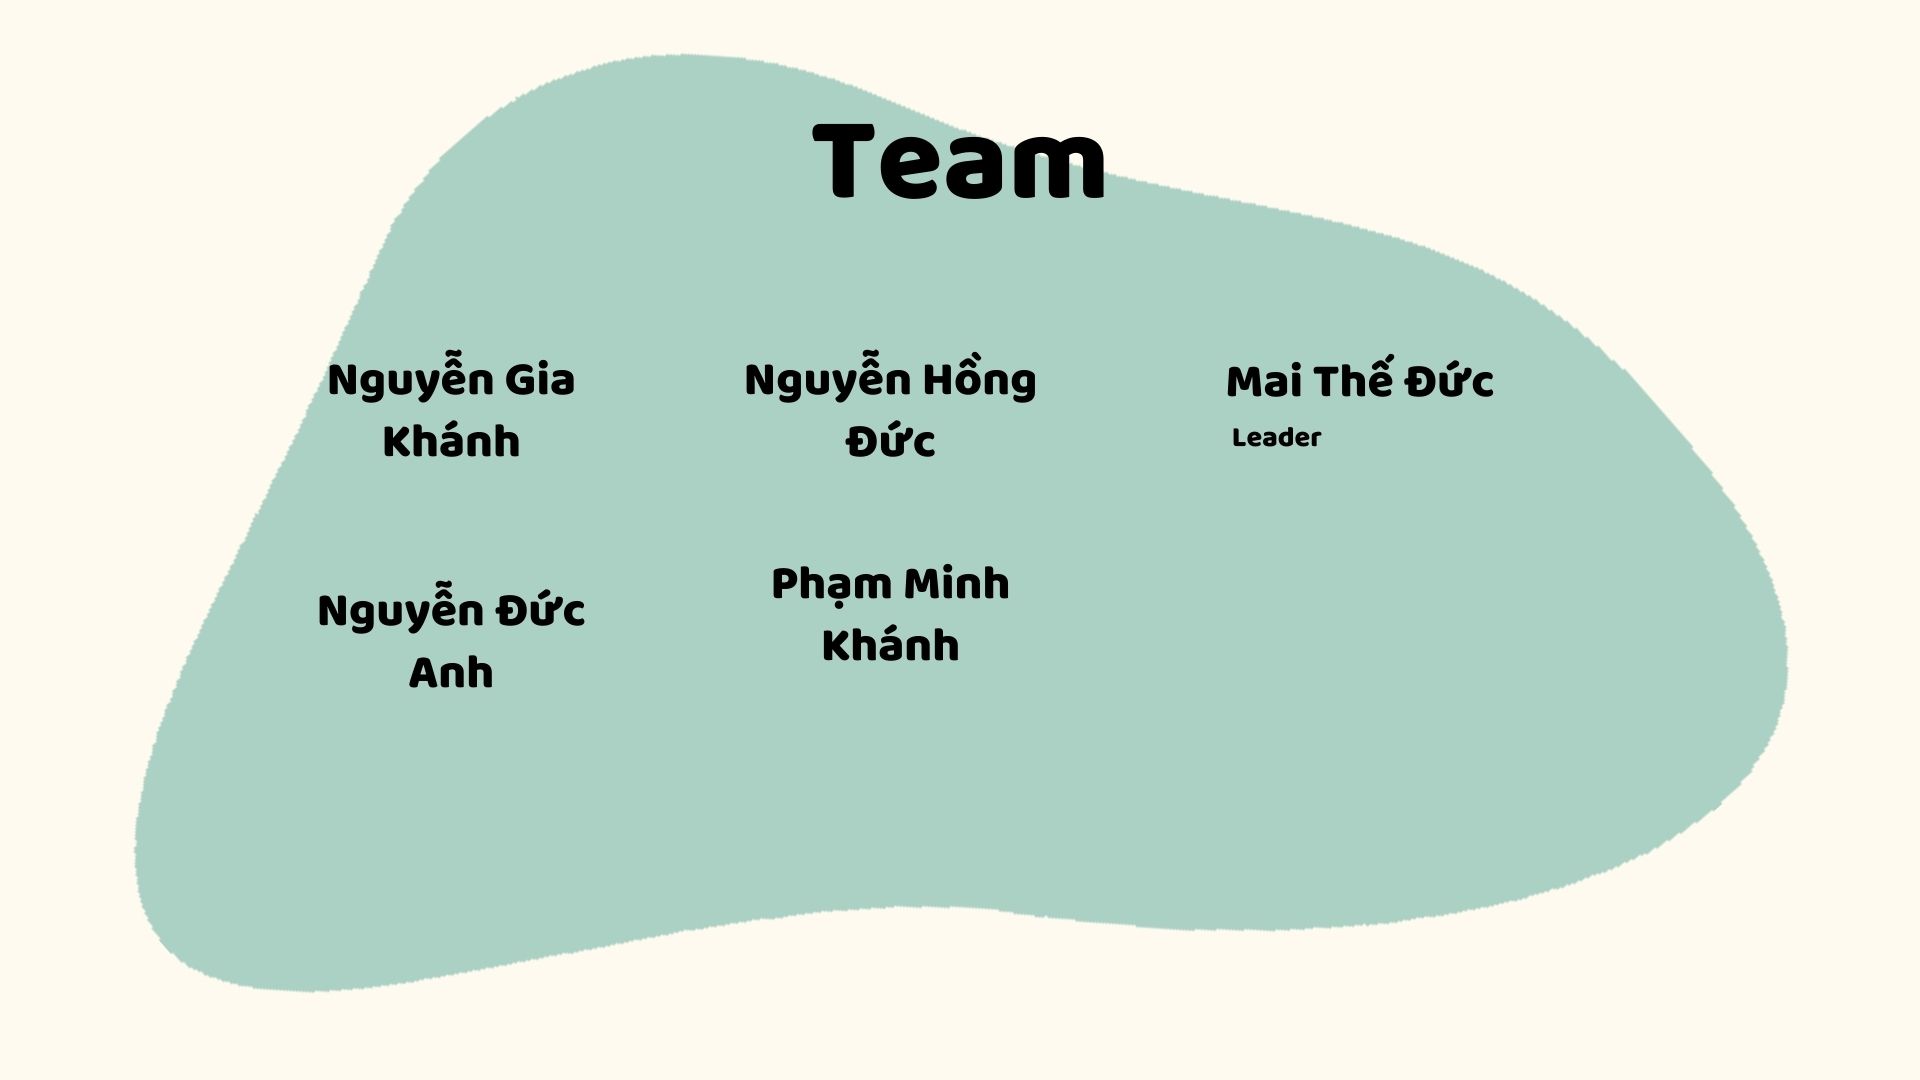 Team
Nguyễn Gia
Khánh
Nguyễn Hồng
Đức
Mai Thế Đức
Leader
Nguyễn Đức
Anh
Phạm Minh
Khánh